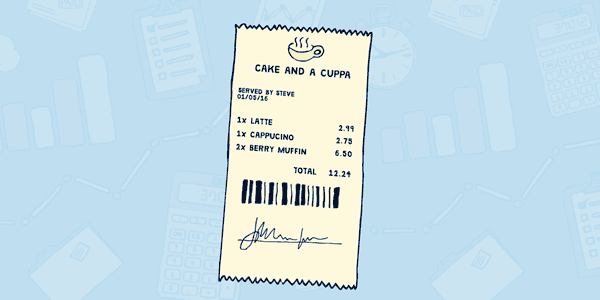 CAKE AND A CUPPA
SERVED BY STEVE
01/05/16
1x LATTE 2.99
1x CAPPUCINO 2.75
2x BERRY MUFFIN 6.50
TOTAL 12.24